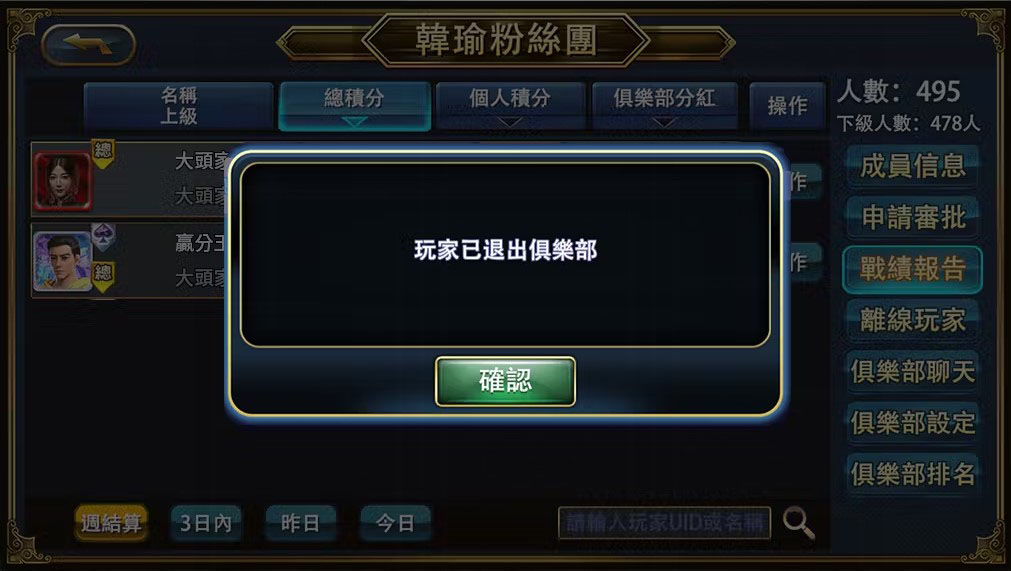 韓瑜粉絲團
名稱
上級
總積分
個人積分
俱樂部分紅
操作
人數：495
下級人數：478人
總
大頭家
大頭家
作
贏分王
總
大頭家
作
玩家已退出俱樂部
確認
成員信息
申請審批
戰績報告
離線玩家
俱樂部聊天
俱樂部設定
俱樂部排名
週結算
3日內
昨日
今日
請輸入玩家UID或名稱